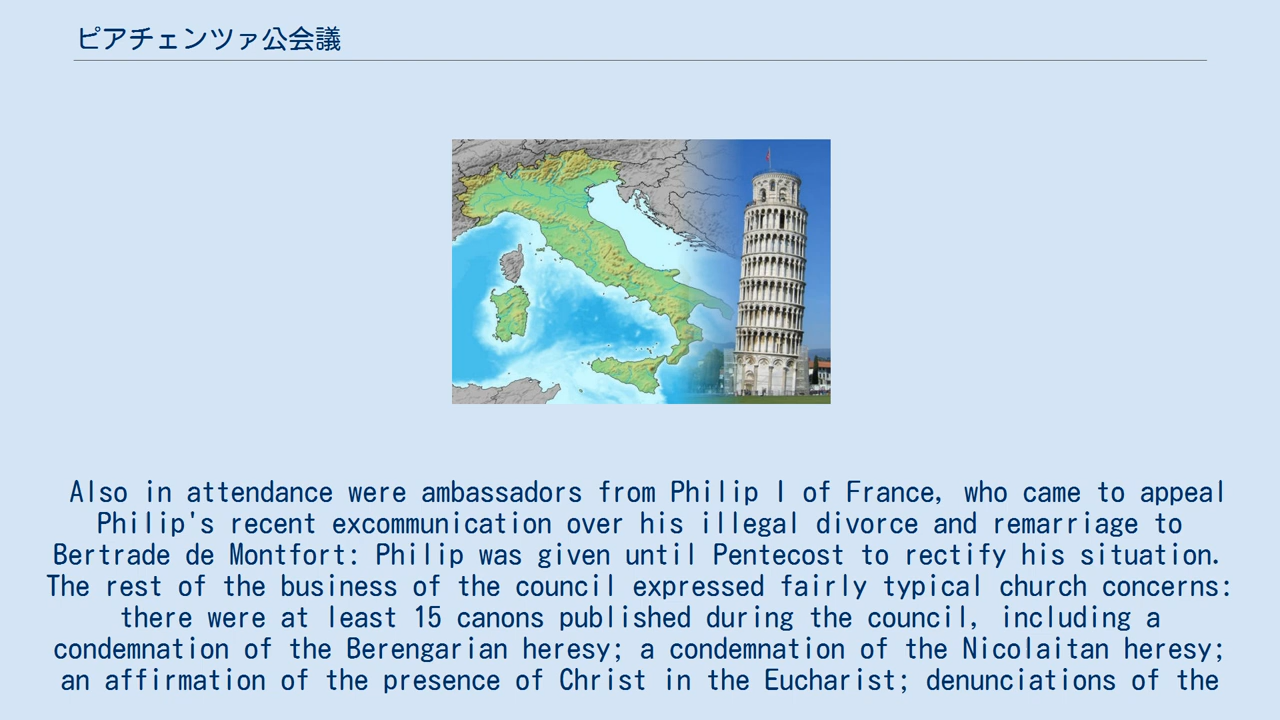 ピアチェンツァ公会議
Also in attendance were ambassadors from Philip I of France, who came to appeal
Philip's recent excommunication over his illegal divorce and remarriage to
Bertrade de Montfort: Philip was given until Pentecost to rectify his situation.
The rest of the business of the council expressed fairly typical church concerns:
there were at least 15 canons published during the council, including a
condemnation of the Berengarian heresy; a condemnation of the Nicolaitan heresy;
an affirmation of the presence of Christ in the Eucharist; denunciations of the